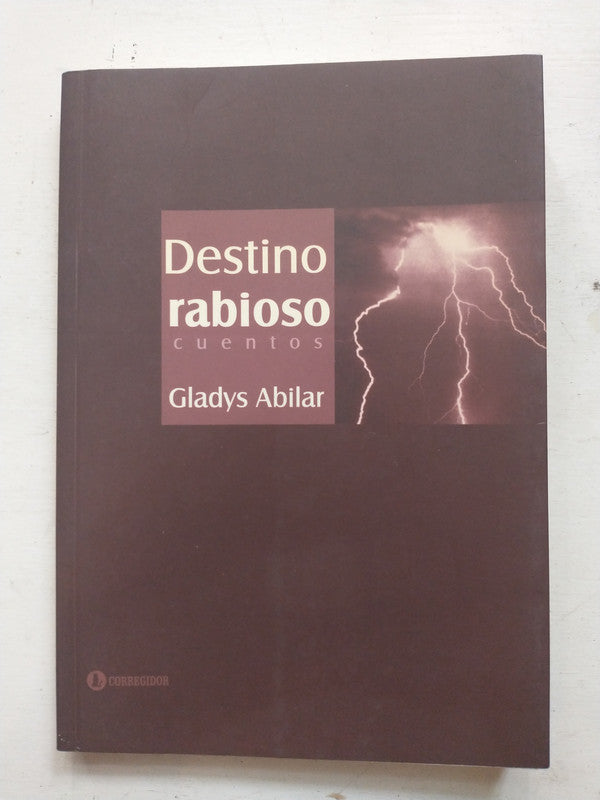 Destino
rabioso
cuentos
Gladys Abilar
CORREGIDOR